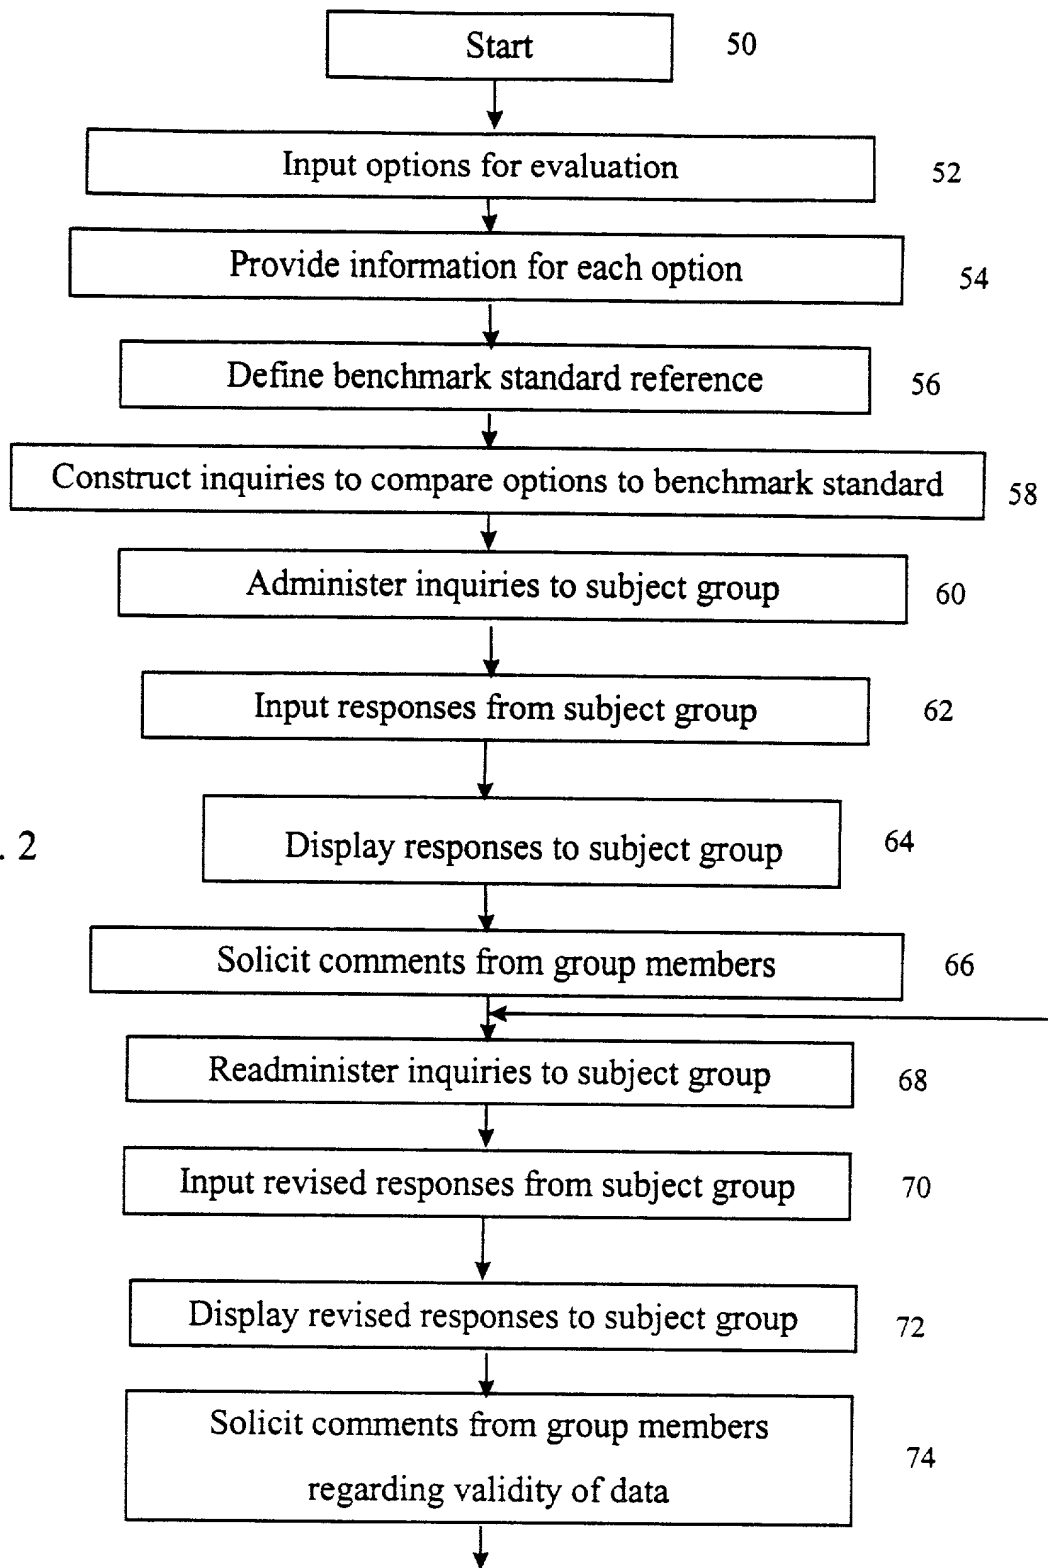 Start 50
Input options for evaluation 52
Provide information for each option 54
Define benchmark standard reference 56
Construct inquiries to compare options to benchmark standard 58
Administer inquiries to subject group 60
Input responses from subject group 62
. 2
Display responses to subject group 64
Solicit comments from group members 66
Readminister inquiries to subject group 68
Input revised responses from subject group 70
Display revised responses to subject group 72
Solicit comments from group members
regarding validity of data
74